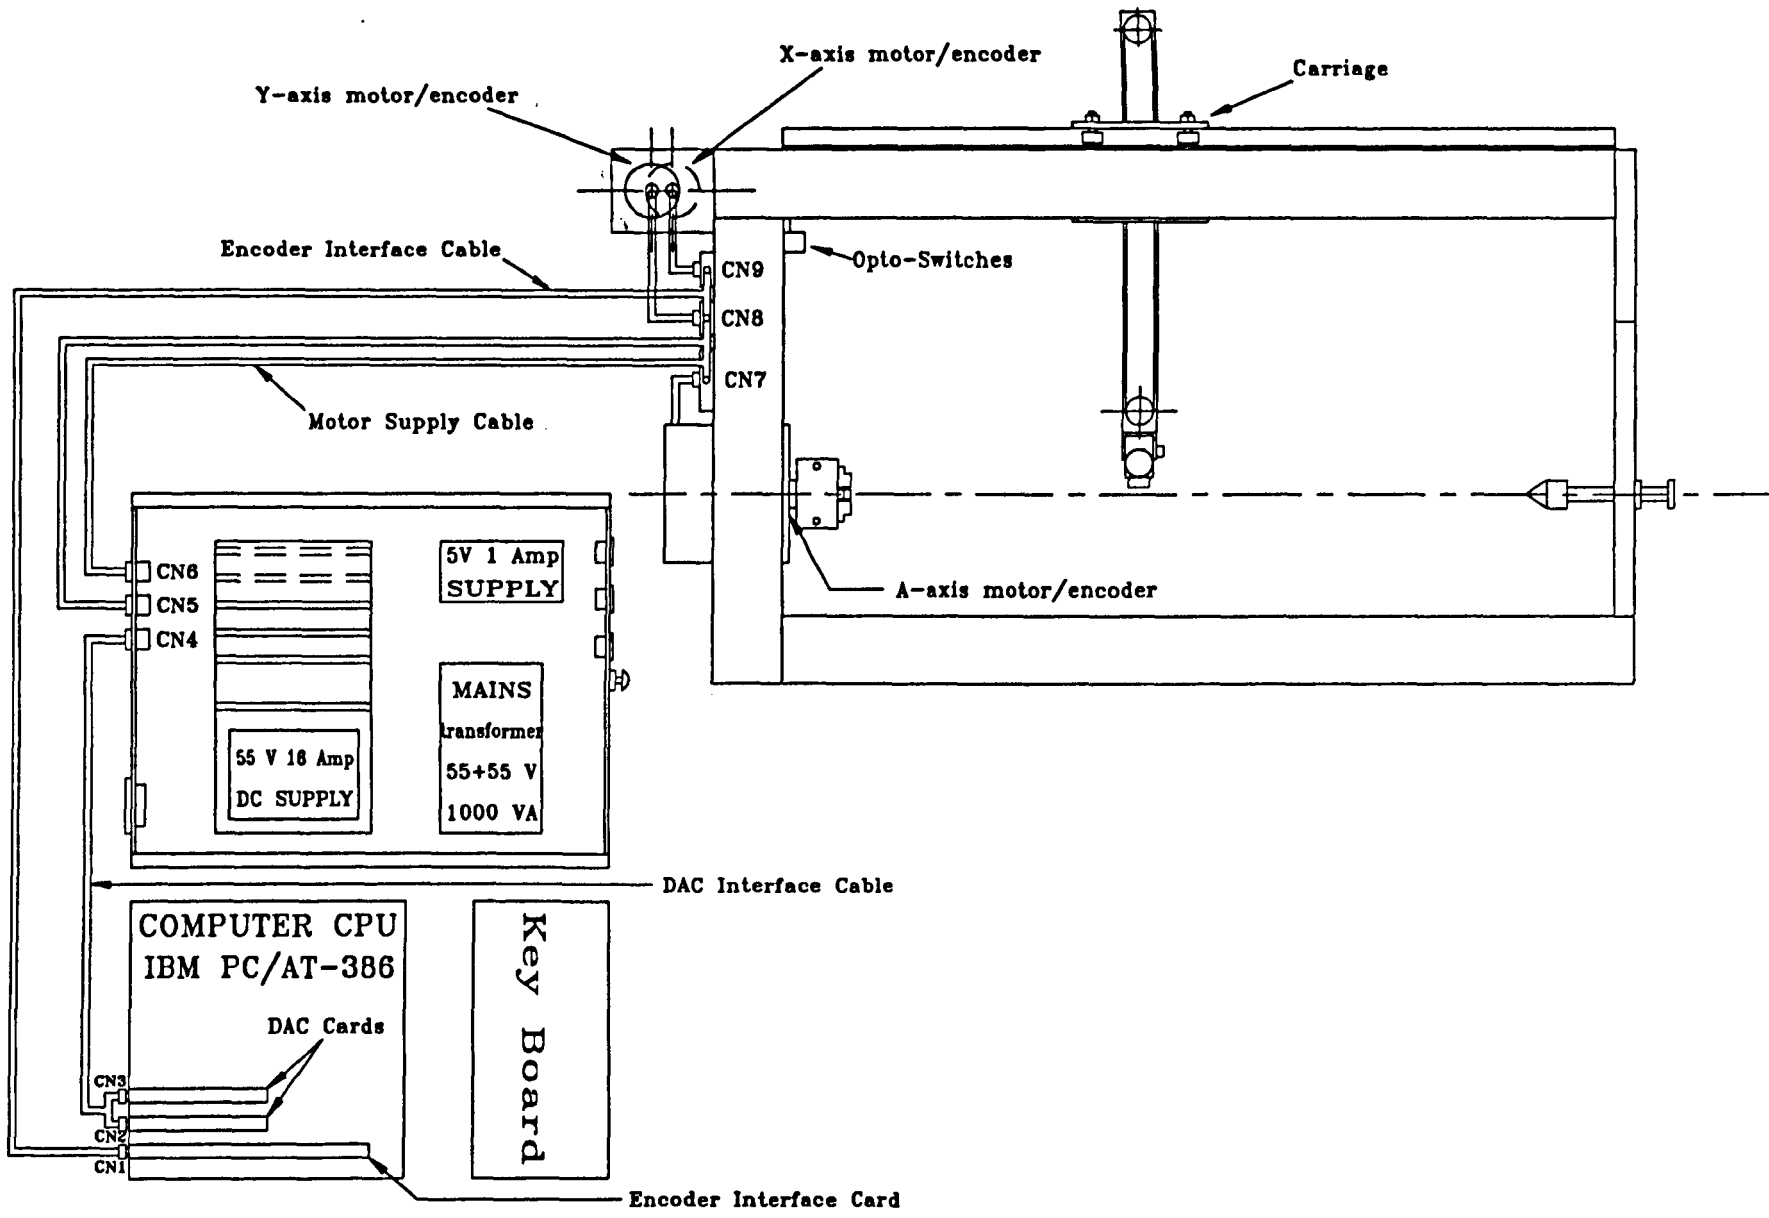 X-axis motor/encoder
Y-axis motor/encoder
Carriage
Encoder Interface Cable
Opto-Switches
CN9
CN8
CN7
Motor Supply Cable
A-axis motor/encoder
CN6
CN5
CN4
5V 1 Amp
SUPPLY
MAINS
transformer
55+55 V
1000 VA
55 V 16 Amp
DC SUPPLY
DAC Interface Cable
COMPUTER CPU
IBM PC/AT-386
Key Board
DAC Cards
CN3
CN2
CN1
Encoder Interface Card